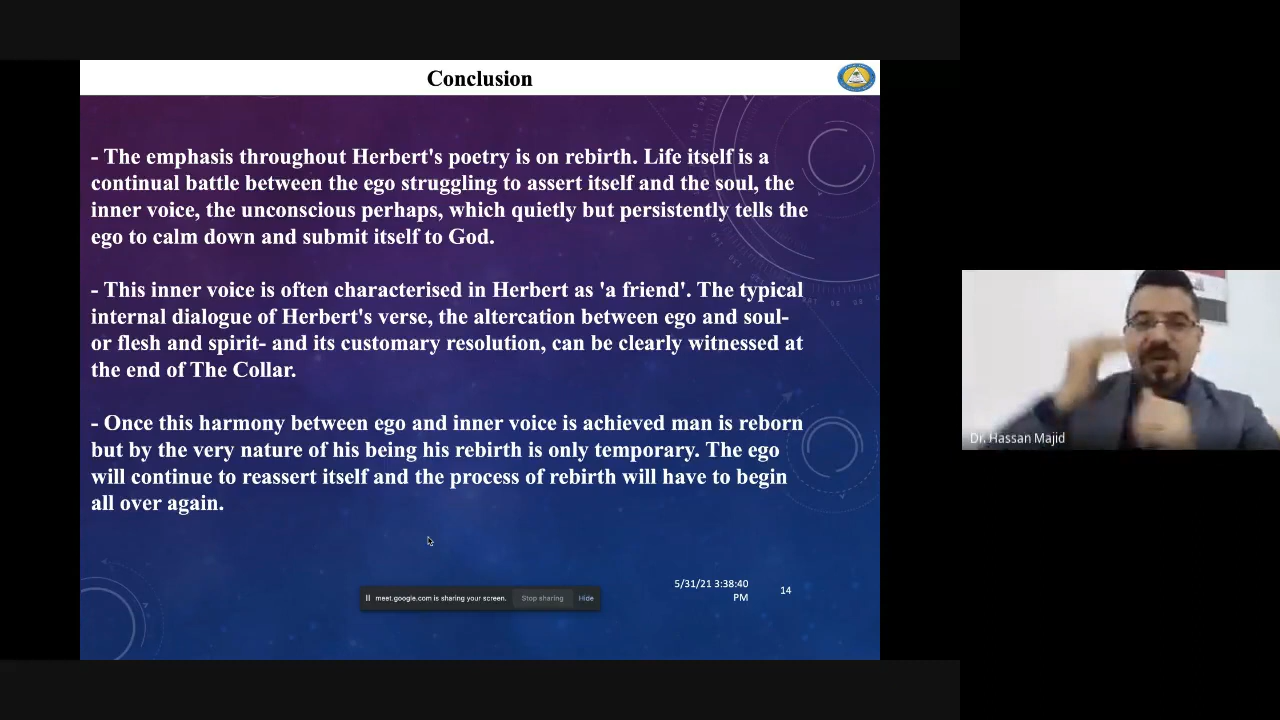 Conclusion
- The emphasis throughout Herbert's poetry is on rebirth. Life itself is a
continual battle between the ego struggling to assert itself and the soul, the
inner voice, the unconscious perhaps, which quietly but persistently tells the
ego to calm down and submit itself to God.
- This inner voice is often characterised in Herbert as 'a friend'. The typical
internal dialogue of Herbert's verse, the altercation between ego and soul-
or flesh and spirit- and its customary resolution, can be clearly witnessed at
the end of The Collar.
- Once this harmony between ego and inner voice is achieved man is reborn
but by the very nature of his being his rebirth is only temporary. The ego
will continue to reassert itself and the process of rebirth will have to begin
all over again.
meet.google.com is sharing your screen.
Stop sharing
Hide
5/31/21 3:38:40
PM
14
Dr. Hassan Majid